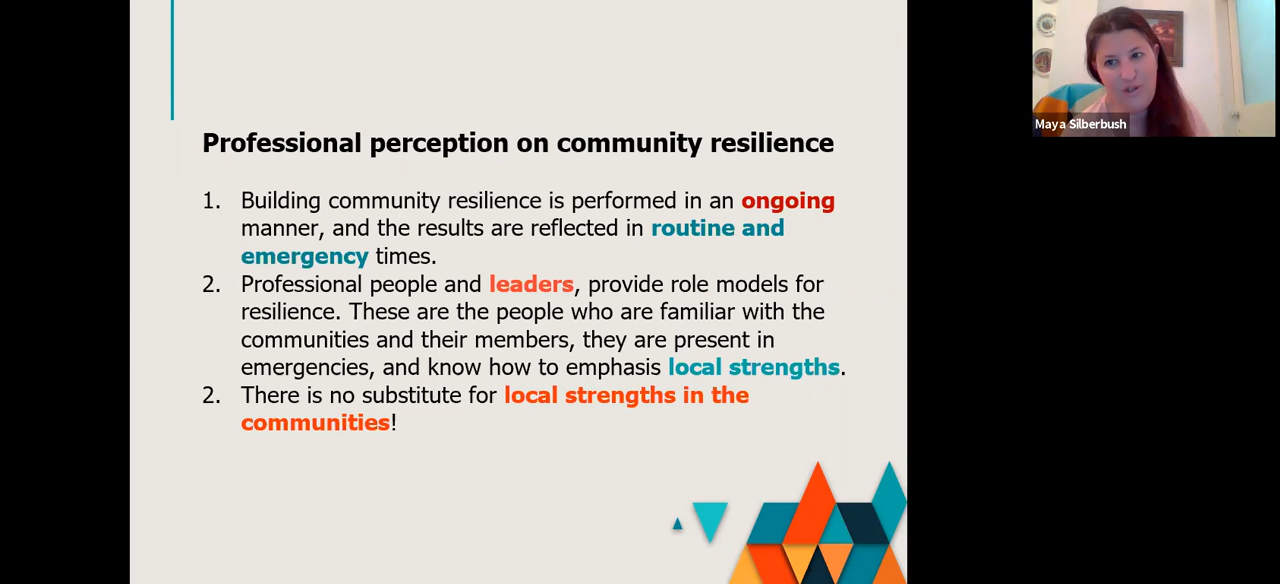 Professional perception on community resilience
1. Building community resilience is performed in an ongoing
manner, and the results are reflected in routine and
emergency times.
2. Professional people and leaders, provide role models for
resilience. These are the people who are familiar with the
communities and their members, they are present in
emergencies, and know how to emphasis local strengths.
2. There is no substitute for local strengths in the
communities!
Maya Silberbush